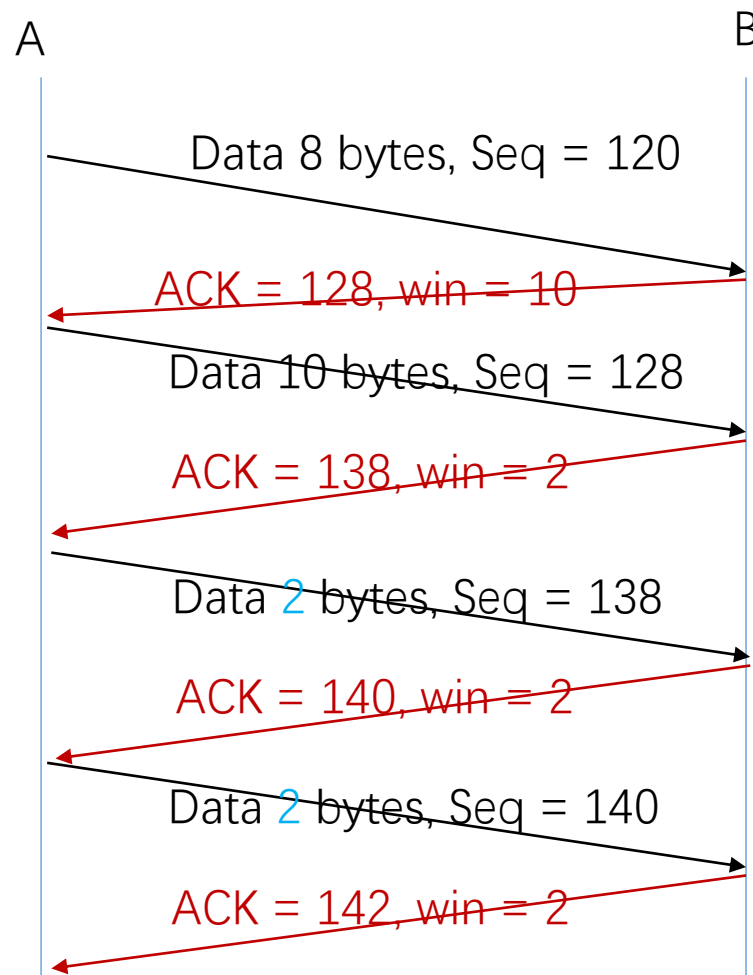 A
B
Data 8 bytes, Seq = 120
ACK = 128, win = 10
Data 10 bytes, Seq = 128
ACK = 138, win = 2
Data 2 bytes, Seq = 138
ACK = 140, win = 2
Data 2 bytes, Seq = 140
ACK = 142, win = 2